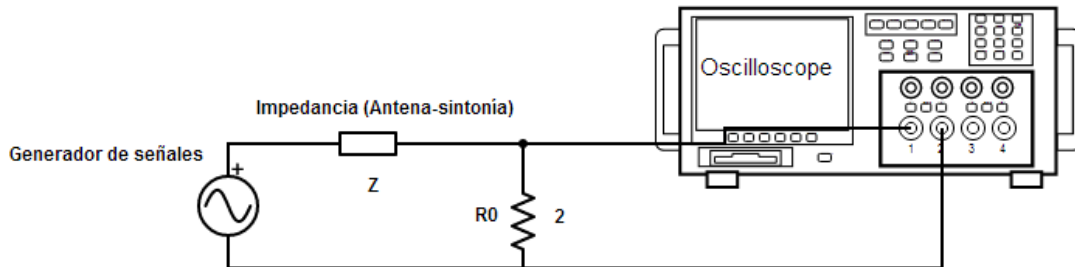 Oscilloscope
Impedancia (Antena-sintonía)
Generador de señales
+
Z
R0
2
1 2 3 4